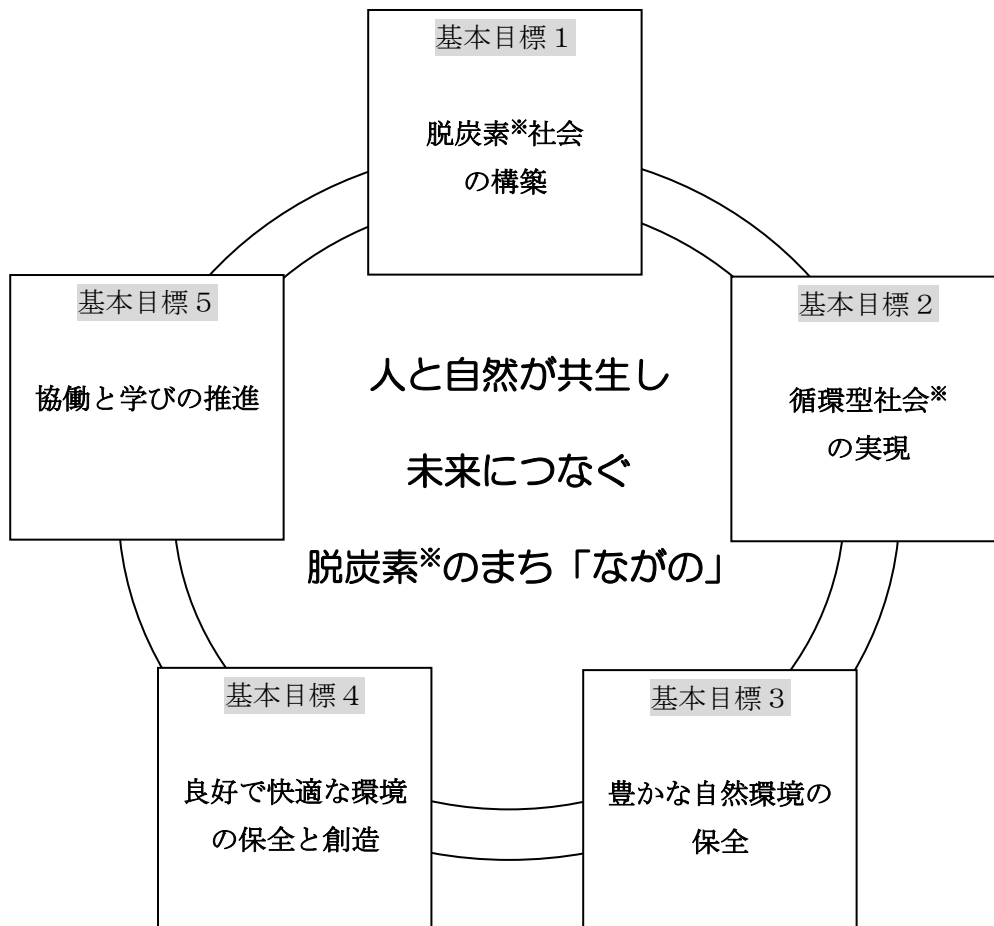 基本目標１
脱炭素※社会
の構築
基本目標２
循環型社会※
の実現
基本目標３
豊かな自然環境の
保全
基本目標４
良好で快適な環境
の保全と創造
基本目標５
協働と学びの推進
人と自然が共生し
未来につなぐ
脱炭素※のまち「ながの」